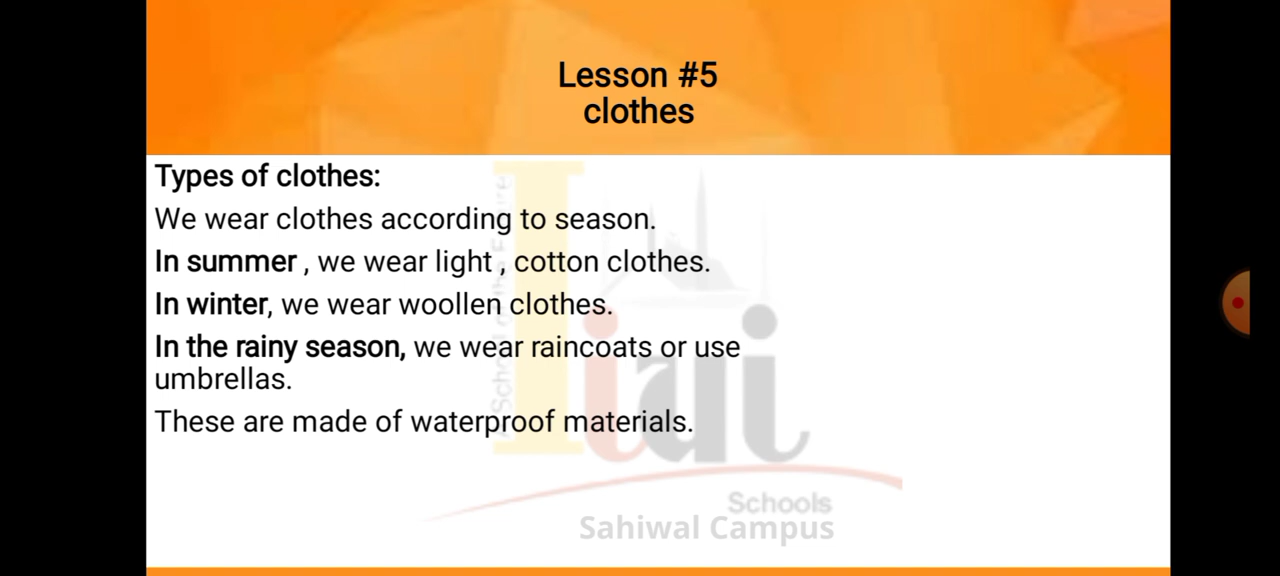 Lesson #5
clothes
Types of clothes:
We wear clothes according to season.
In summer , we wear light , cotton clothes.
In winter, we wear woollen clothes.
In the rainy season, we wear raincoats or use
umbrellas.
These are made of waterproof materials.
Schools
Sahiwal Campus